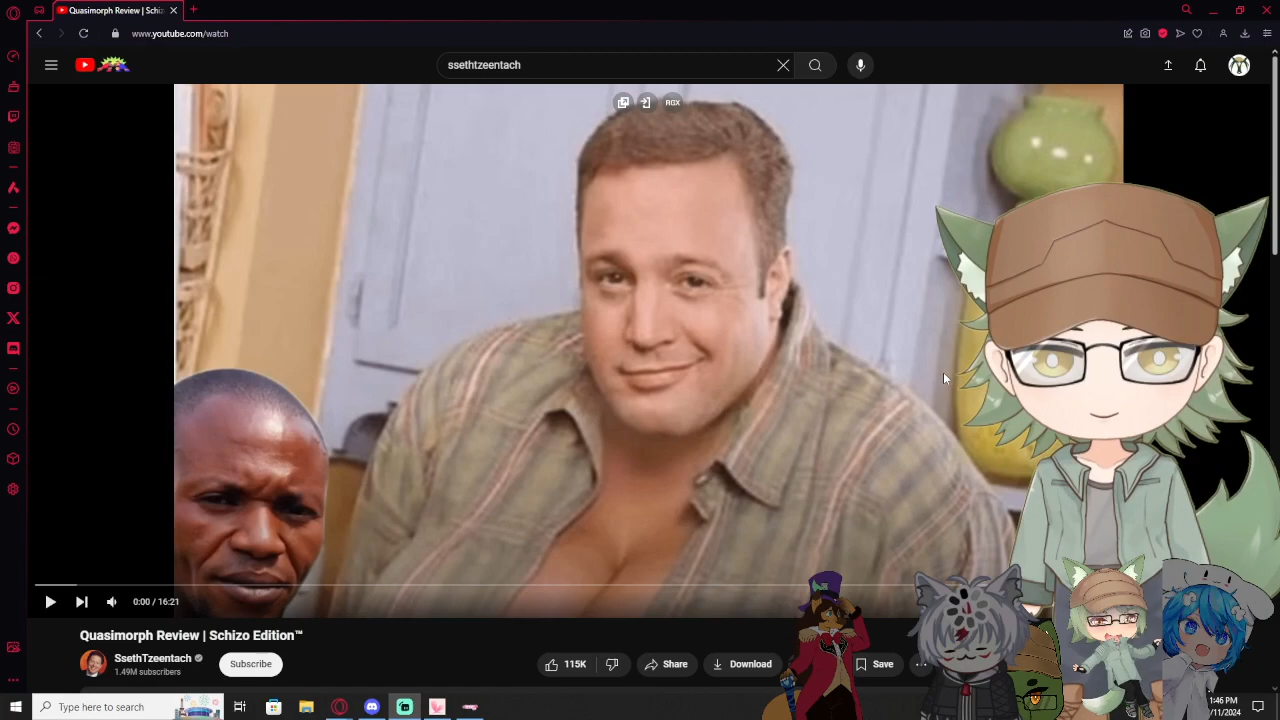 Quasimorph Review | Schiz
www.youtube.com/watch
ssethtzeentach
RGX
0:00 / 16:21
Quasimorph Review | Schizo Edition™
SsethTzeentach
1.49M subscribers
Subscribe
115K
Share
Download
Save
Type here to search
1:46 PM
/11/2024